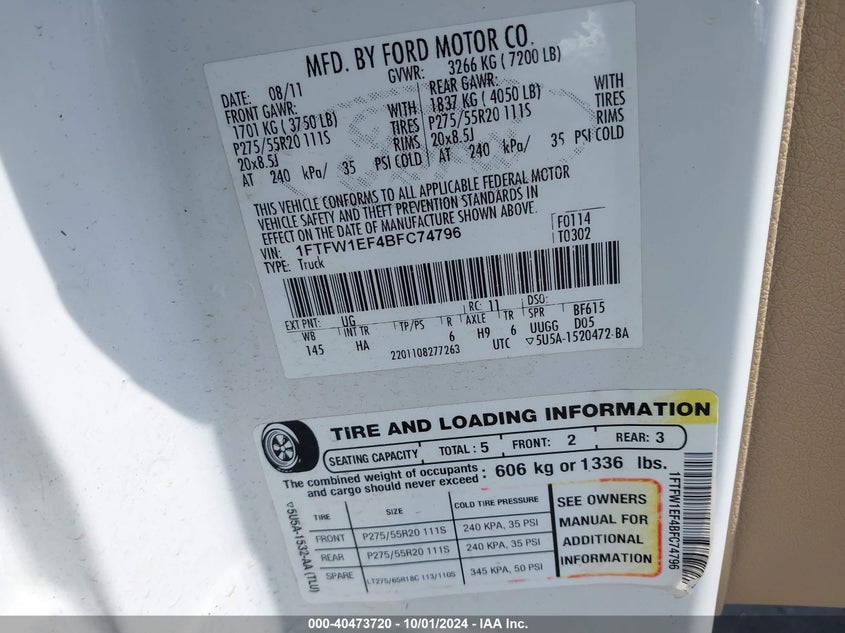 MFD. BY FORD MOTOR CO.
DATE: 08/11 GVWR: 3266 KG ( 7200 LB)
FRONT GAWR: REAR GAWR:
1701 KG ( 3750 LB) WITH 1837 KG ( 4050 LB) WITH
P275/55R20 111S TIRES P275/55R20 111S TIRES
20x8.5J RIMS 20x8.5J RIMS
AT 240 kPa/ 35 PSI COLD AT 240 kPa/ 35 PSI COLD
THIS VEHICLE CONFORMS TO ALL APPLICABLE FEDERAL MOTOR
VEHICLE SAFETY AND THEFT PREVENTION STANDARDS IN
EFFECT ON THE DATE OF MANUFACTURE SHOWN ABOVE.
VIN: 1FTFW1EF4BFC74796 F0114
TYPE: Truck T0302
EXT PNT: UG RC: 11 DSO:
WB INT TR TP/PS R AXLE TR SPR BF615
145 HA 6 H9 6 UUGG D05
2201108277263 UTC ▽5U5A-1520472-BA
TIRE AND LOADING INFORMATION
SEATING CAPACITY TOTAL : 5 FRONT: 2 REAR: 3
The combined weight of occupants
and cargo should never exceed : 606 kg or 1336 lbs.
TIRE SIZE COLD TIRE PRESSURE
FRONT P275/55R20 111S 240 KPA, 35 PSI
REAR P275/55R20 111S 240 KPA, 35 PSI
SPARE LT275/65R18C 113/110S 345 KPA, 50 PSI
SEE OWNERS
MANUAL FOR
ADDITIONAL
INFORMATION
▽5U5A-1532-AA (TLU)
1FTFW1EF4BFC74796
000-40473720 - 10/01/2024 - IAA Inc.